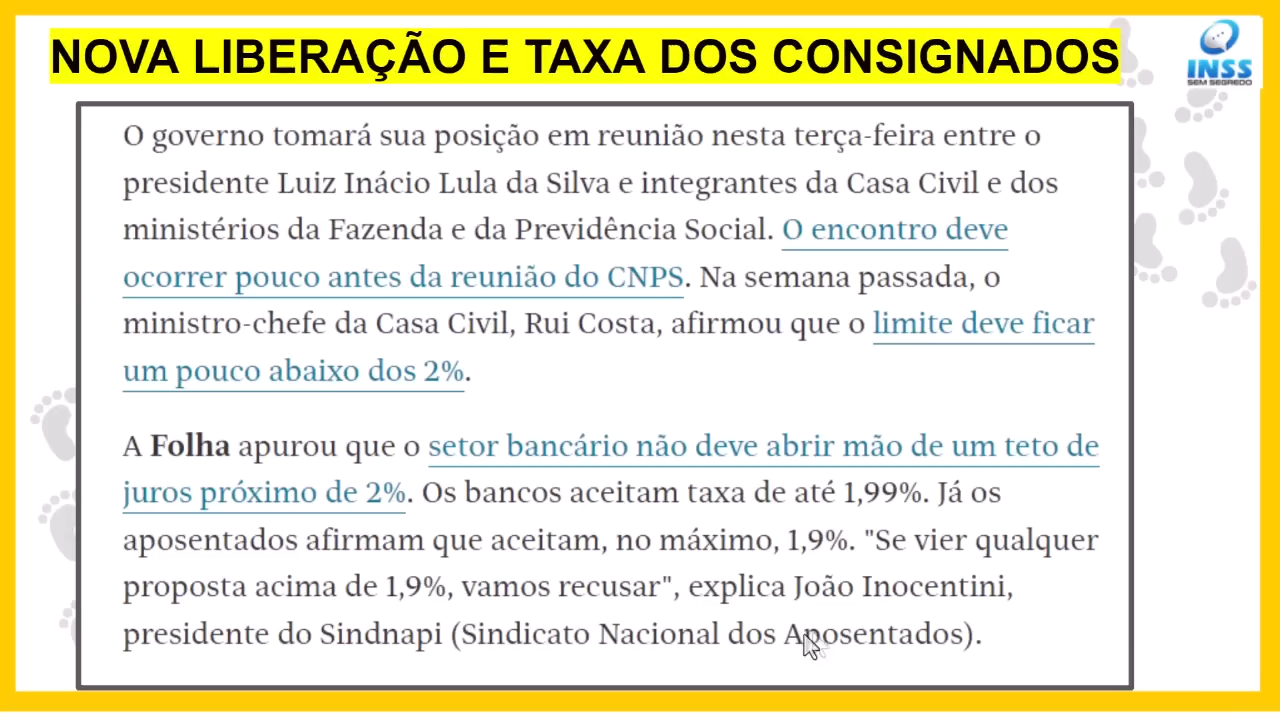 NOVA LIBERAÇÃO E TAXA DOS CONSIGNADOS
INSS
SEM SEGREDO
O governo tomará sua posição em reunião nesta terça-feira entre o
presidente Luiz Inácio Lula da Silva e integrantes da Casa Civil e dos
ministérios da Fazenda e da Previdência Social. O encontro deve
ocorrer pouco antes da reunião do CNPS. Na semana passada, o
ministro-chefe da Casa Civil, Rui Costa, afirmou que o limite deve ficar
um pouco abaixo dos 2%.
A Folha apurou que o setor bancário não deve abrir mão de um teto de
juros próximo de 2%. Os bancos aceitam taxa de até 1,99%. Já os
aposentados afirmam que aceitam, no máximo, 1,9%. "Se vier qualquer
proposta acima de 1,9%, vamos recusar", explica João Inocentini,
presidente do Sindnapi (Sindicato Nacional dos Aposentados).